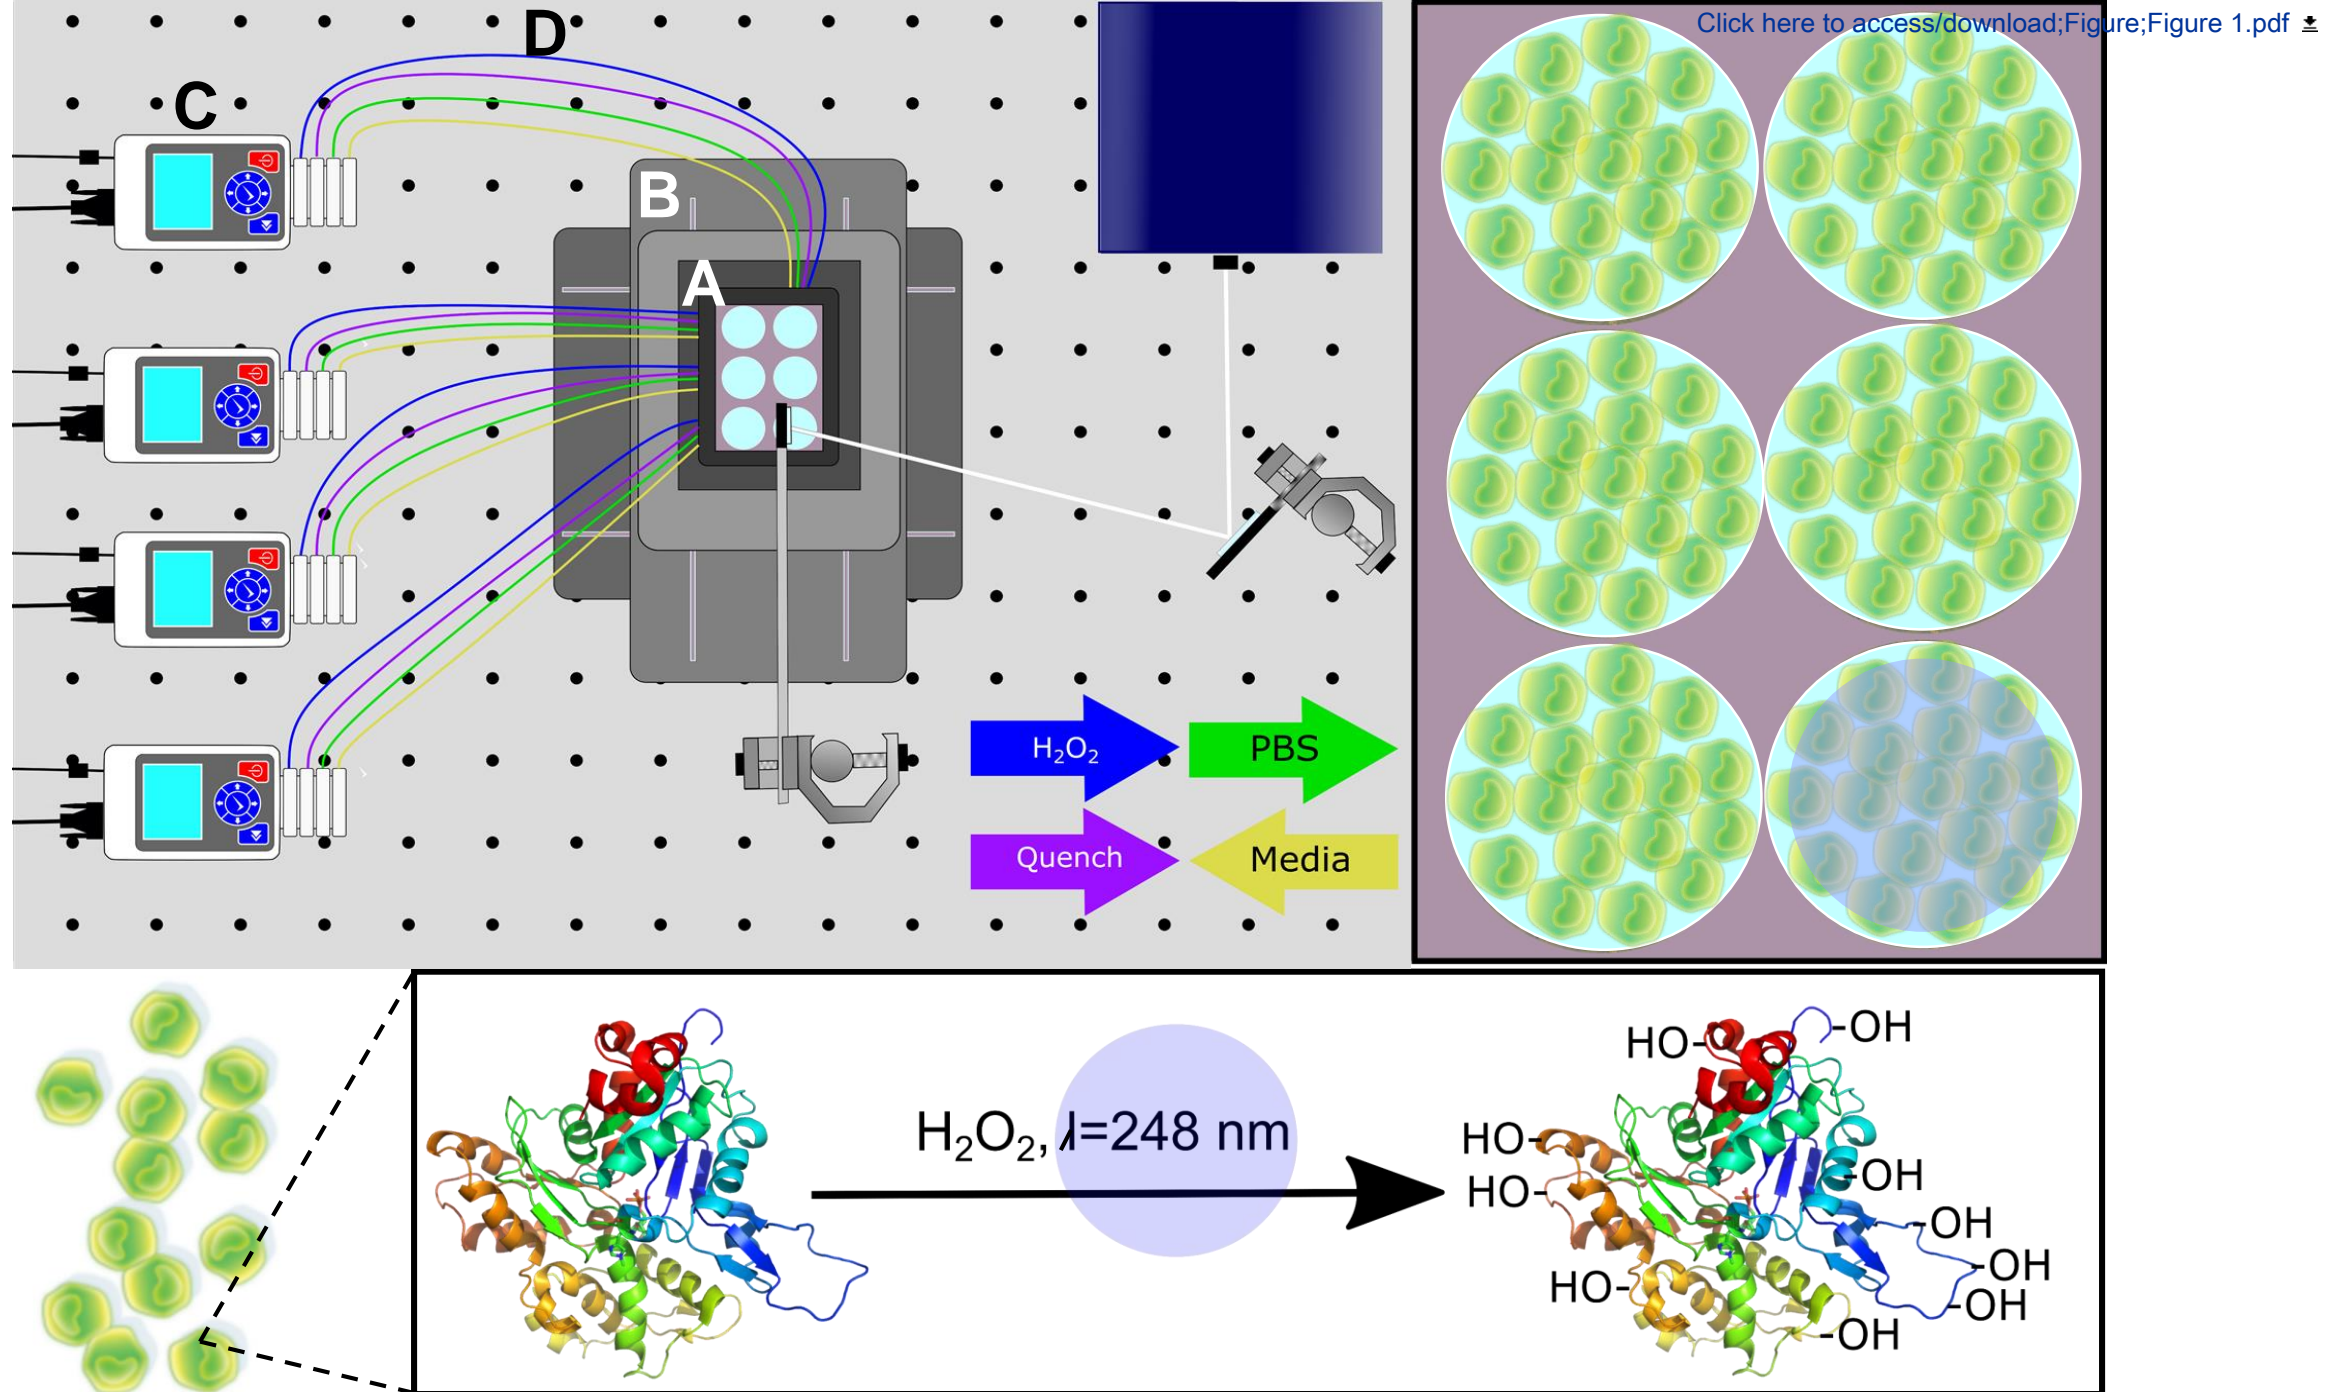 Click here to access/download;Figure;Figure 1.pdf
D
C
B
A
H₂O₂
PBS
Quench
Media
H₂O₂, l=248 nm
HO-
-OH
HO-
-OH
HO-
-OH
-OH
HO-
-OH
-OH